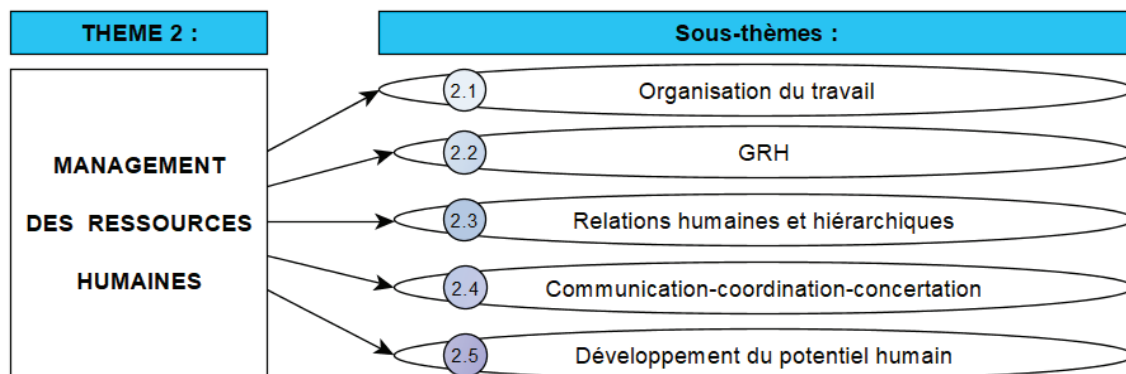 THEME 2 :
Sous-thèmes :
MANAGEMENT
DES RESSOURCES
HUMAINES
2.1 Organisation du travail
2.2 GRH
2.3 Relations humaines et hiérarchiques
2.4 Communication-coordination-concertation
2.5 Développement du potentiel humain